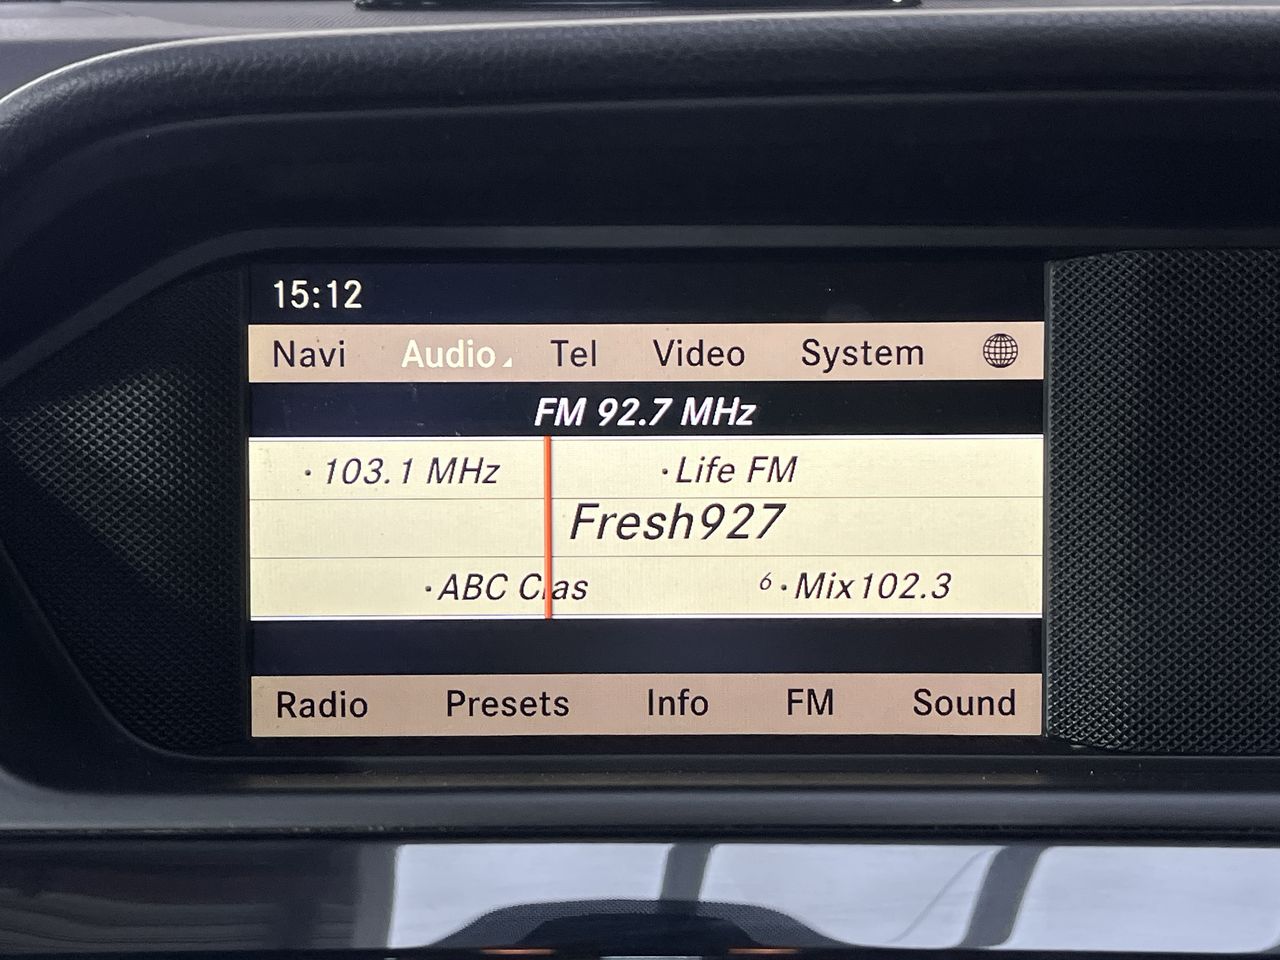 15:12
Navi Audio Tel Video System
FM 92.7 MHz
·103.1 MHz ·Life FM
Fresh927
·ABC Clas 6·Mix102.3
Radio Presets Info FM Sound